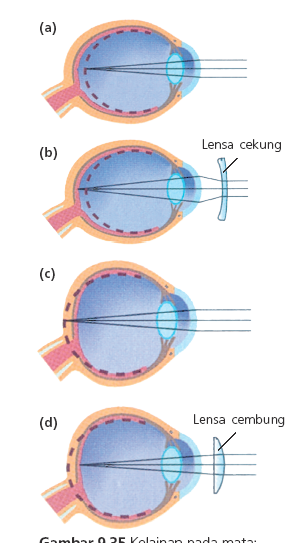 (a)
(b)
Lensa cekung
(c)
(d)
Lensa cembung
Gambar 9.35 Kelainan pada mata: